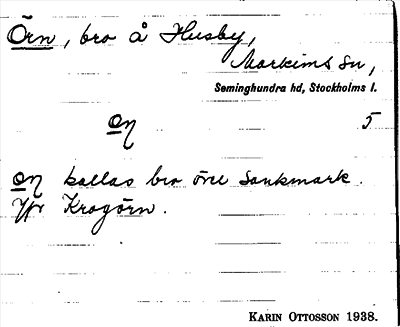 Örn, bro å Husby,
Markims sn,
Seminghundra hd, Stockholms l.
5
kallas bro över Sankmark.
Jfr Krogörn.
KARIN OTTOSSON 1938.